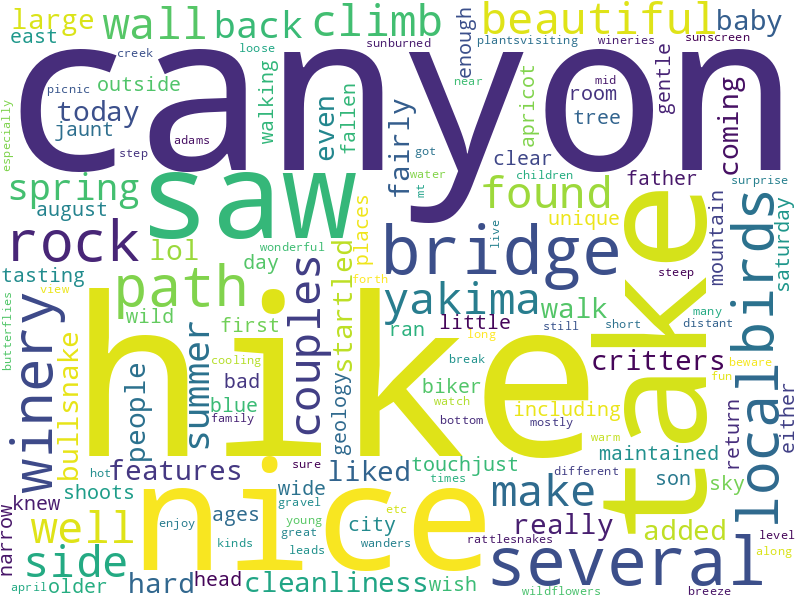 large
wall
back
climb
beautiful
baby
east
creek
loose
sunburned
enough
plantsvisiting
wineries
sunscreen
canyon
especially
picnic
outside
walking
near
mid
room
gentle
today
jaunt
adams
step
even
fallen
fairly
got
clear
apricot
tree
coming
water
mt
children
father
surprise
spring
saw
found
august
rock
lol
wonderful
day
places
startled
bridge
live
unique
take
mountain
steep
saturday
birds
local
tasting
view
path
couples
forth
yakima
walk
many
distant
butterflies
wild
first
hike
ran
little
still
short
winery
bullsnake
people
summer
cooling
bad
blue
family
geology
long
break
biker
watch
bottom
critters
beware
fun
including
mostly
warm
either
return
maintained
hot
sure
features
liked
touchjust
times
different
son
sky
narrow
knew
shoots
nice
wide
gravel
make
well
ages
young
city
etc
really
added
level
along
enjoy
kinds
great
leads
wanders
rattlesnakes
side
april
older
hard
head
cleanliness
wish
several
wildflowers
breeze